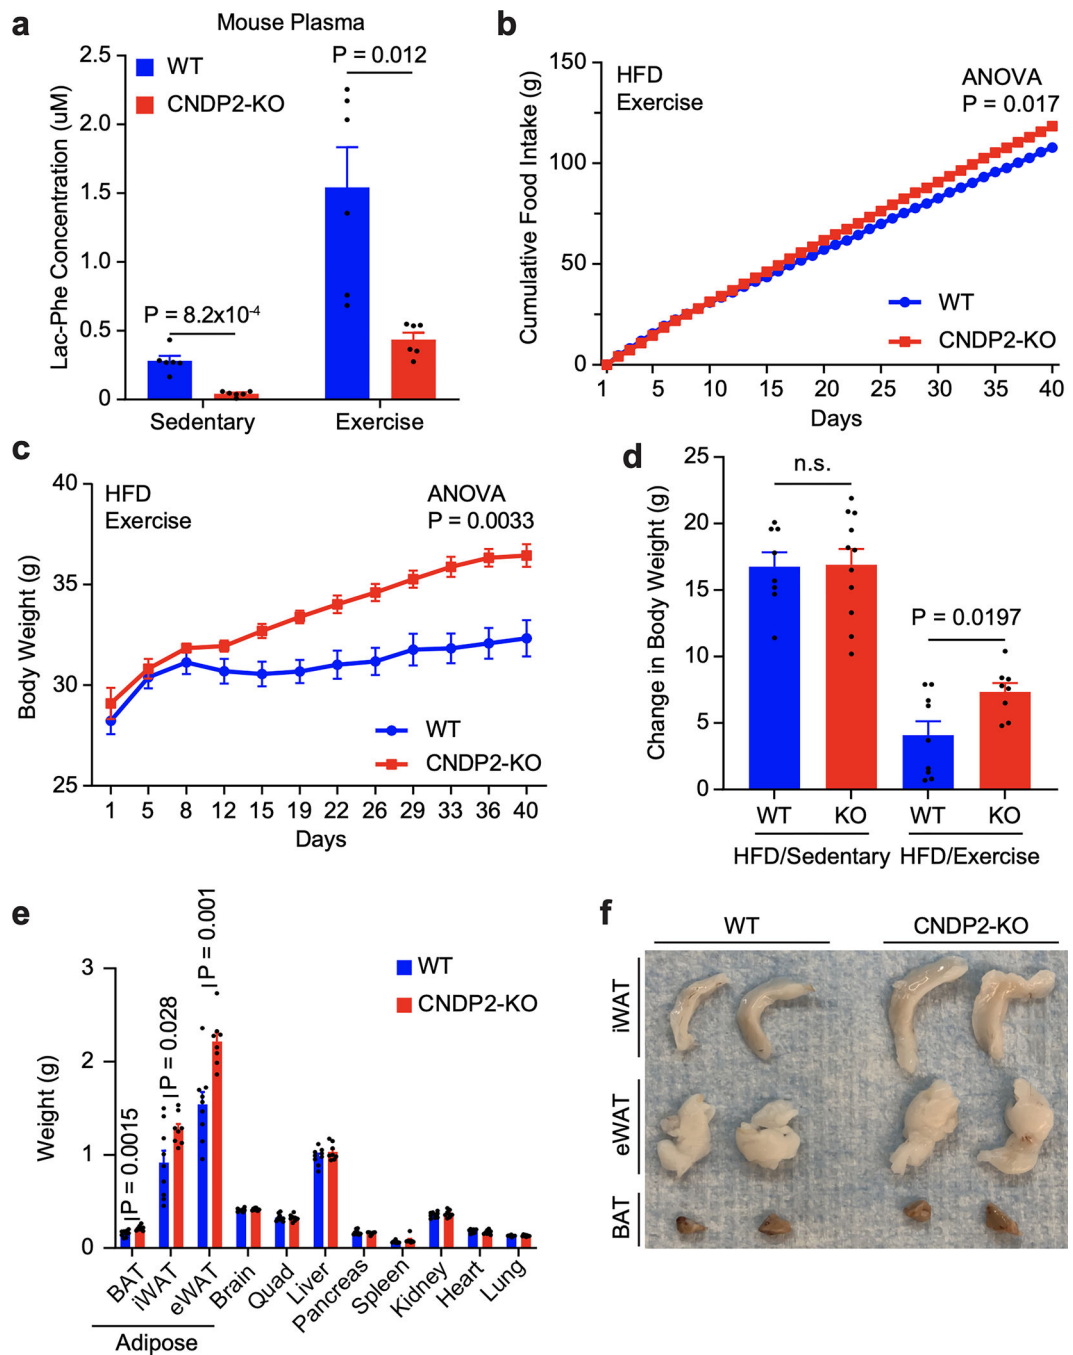 a
Mouse Plasma
Lac-Phe Concentration (uM)
2.5
2.0
1.5
1.0
0.5
0
WT
CNDP2-KO
P = 0.012
P = 8.2x10-4
Sedentary
Exercise
b
Cumulative Food Intake (g)
150
100
50
0
HFD
Exercise
ANOVA
P = 0.017
WT
CNDP2-KO
1 5 10 15 20 25 30 35 40
Days
c
Body Weight (g)
40
35
30
25
HFD
Exercise
ANOVA
P = 0.0033
WT
CNDP2-KO
1 5 8 12 15 19 22 26 29 33 36 40
Days
d
Change in Body Weight (g)
25
20
15
10
5
0
n.s.
P = 0.0197
WT KO WT KO
HFD/Sedentary HFD/Exercise
e
Weight (g)
3
2
1
0
P = 0.0015
P = 0.028
P = 0.001
WT
CNDP2-KO
BAT
iWAT
eWAT
Brain
Quad
Liver
Pancreas
Spleen
Kidney
Heart
Lung
Adipose
f
WT
CNDP2-KO
iWAT
eWAT
BAT